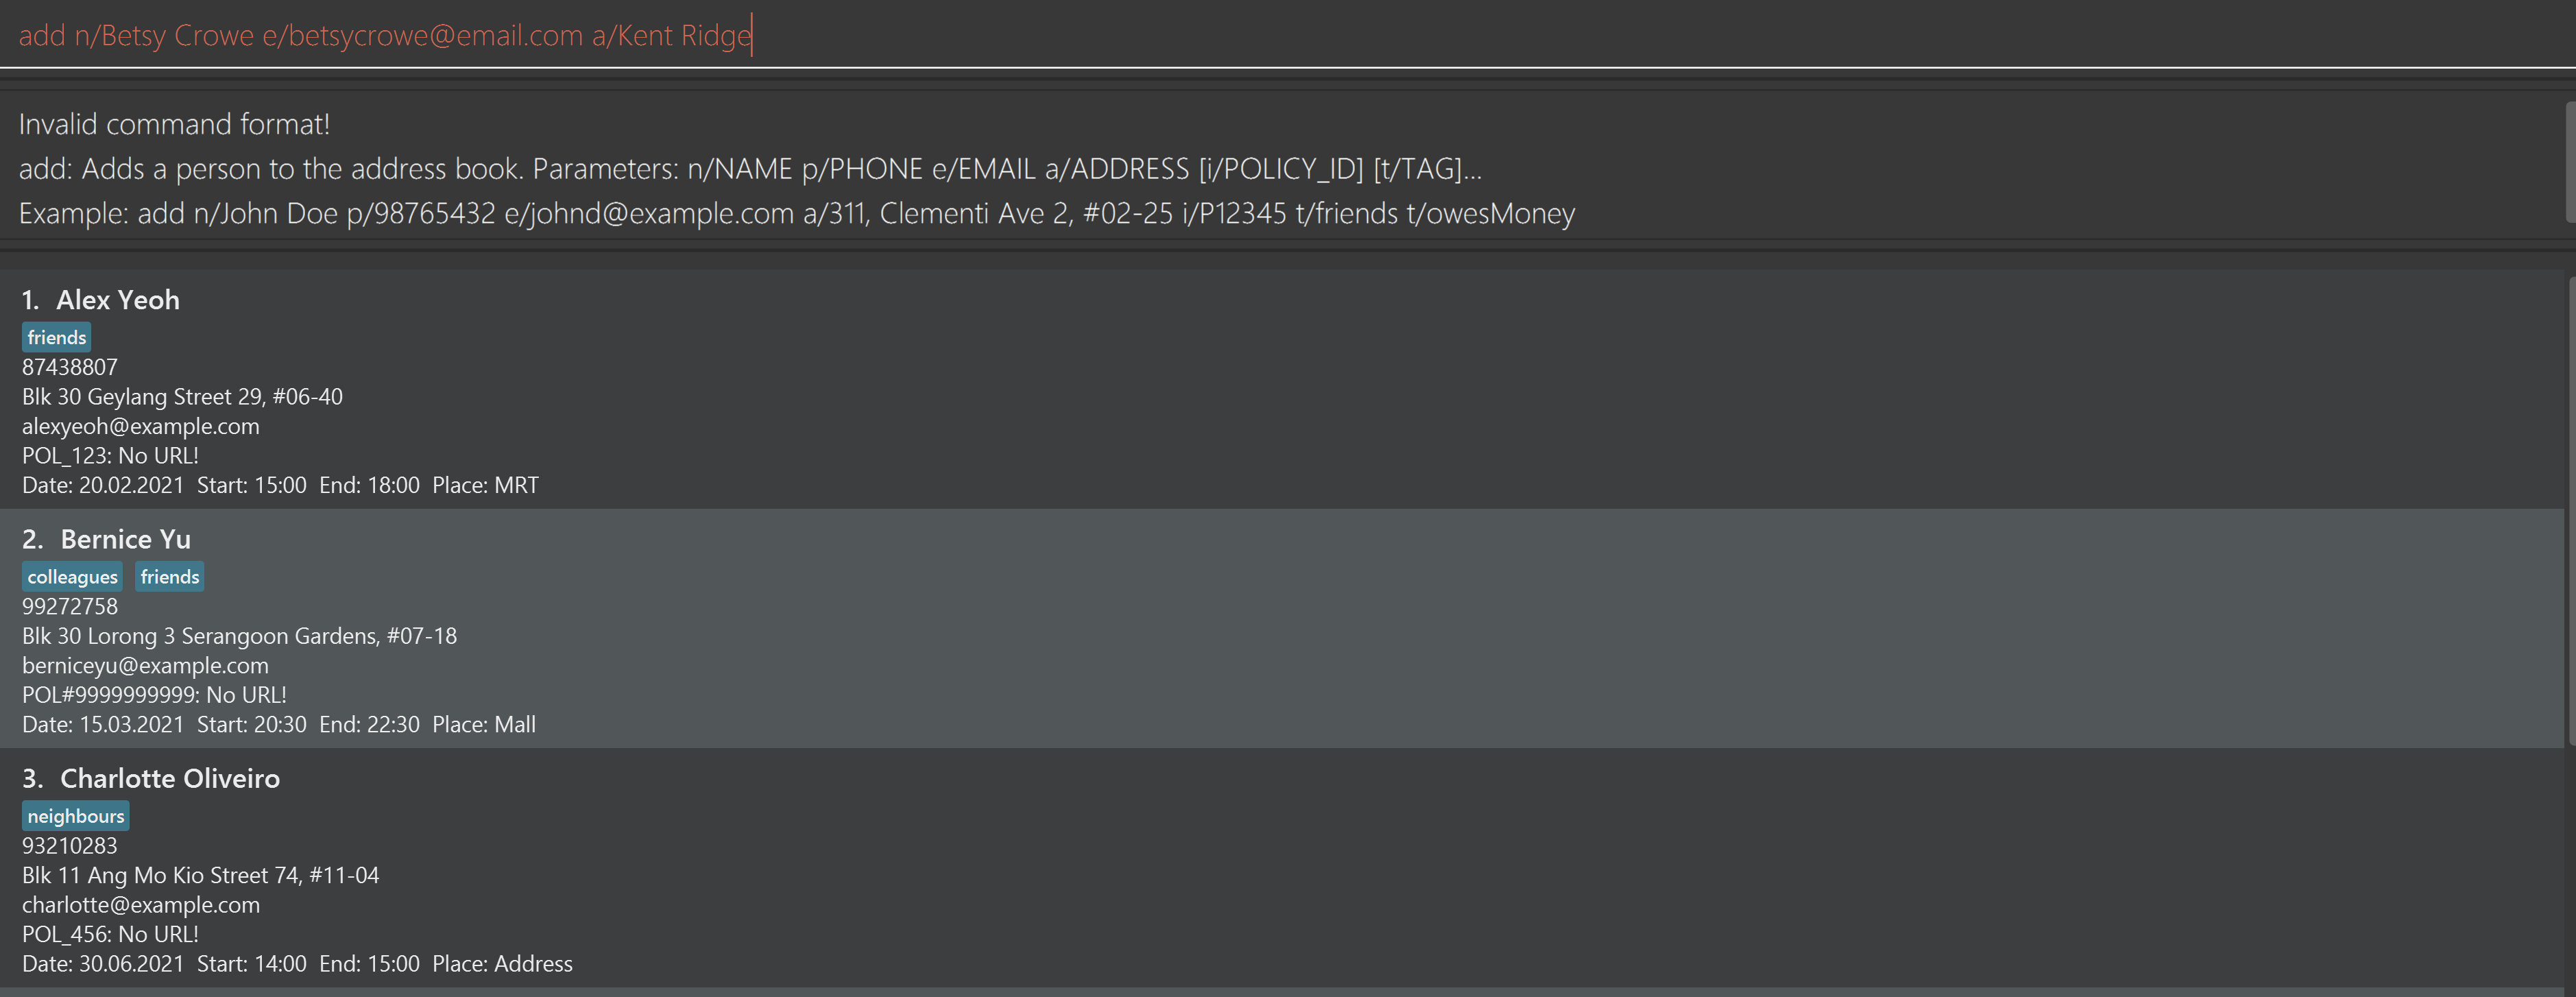 add n/Betsy Crowe e/betsycrowe@email.com a/Kent Ridge
Invalid command format!
add: Adds a person to the address book. Parameters: n/NAME p/PHONE e/EMAIL a/ADDRESS [i/POLICY_ID] [t/TAG]...
Example: add n/John Doe p/98765432 e/johnd@example.com a/311, Clementi Ave 2, #02-25 i/P12345 t/friends t/owesMoney
1. Alex Yeoh
friends
87438807
Blk 30 Geylang Street 29, #06-40
alexyeoh@example.com
POL_123: No URL!
Date: 20.02.2021 Start: 15:00 End: 18:00 Place: MRT
2. Bernice Yu
colleagues friends
99272758
Blk 30 Lorong 3 Serangoon Gardens, #07-18
berniceyu@example.com
POL#9999999999: No URL!
Date: 15.03.2021 Start: 20:30 End: 22:30 Place: Mall
3. Charlotte Oliveiro
neighbours
93210283
Blk 11 Ang Mo Kio Street 74, #11-04
charlotte@example.com
POL_456: No URL!
Date: 30.06.2021 Start: 14:00 End: 15:00 Place: Address